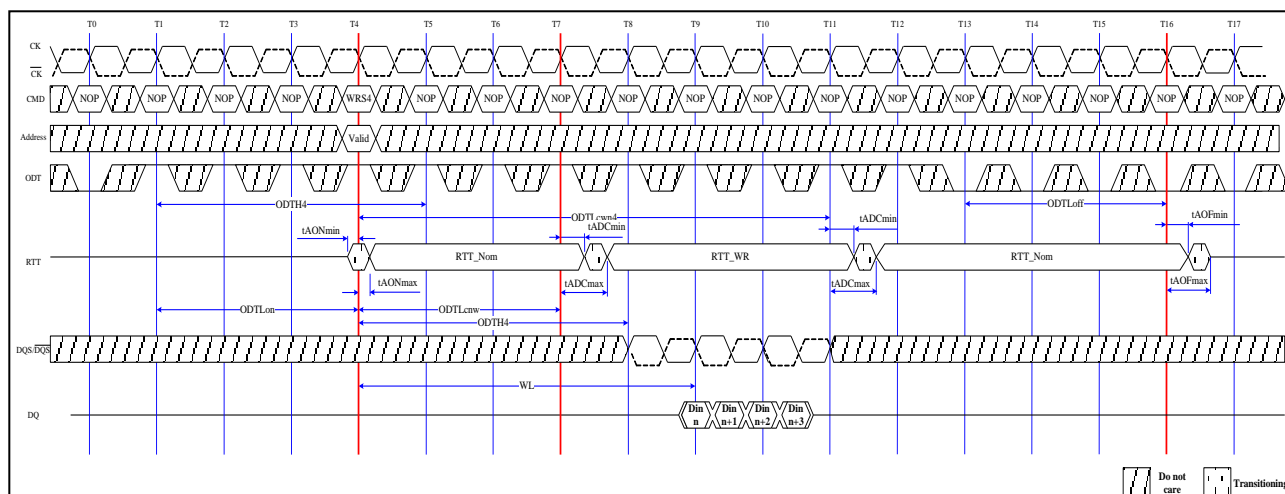 T0 T1 T2 T3 T4 T5 T6 T7 T8 T9 T10 T11 T12 T13 T14 T15 T16 T17
CK
CK
CMD NOP NOP NOP NOP WRS4 NOP NOP NOP NOP NOP NOP NOP NOP NOP NOP NOP NOP NOP
Address Valid
ODT
ODTH4 ODTLoff
ODTLcwn4
tAONmin tADCmin tADCmin tAOFmin
RTT RTT_Nom RTT_WR RTT_Nom
tAONmax tADCmax tADCmax tAOFmax
ODTLon ODTLcnw
ODTH4
DQS/DQS
WL
DQ Din n Din n+1 Din n+2 Din n+3
Do not care Transitioning